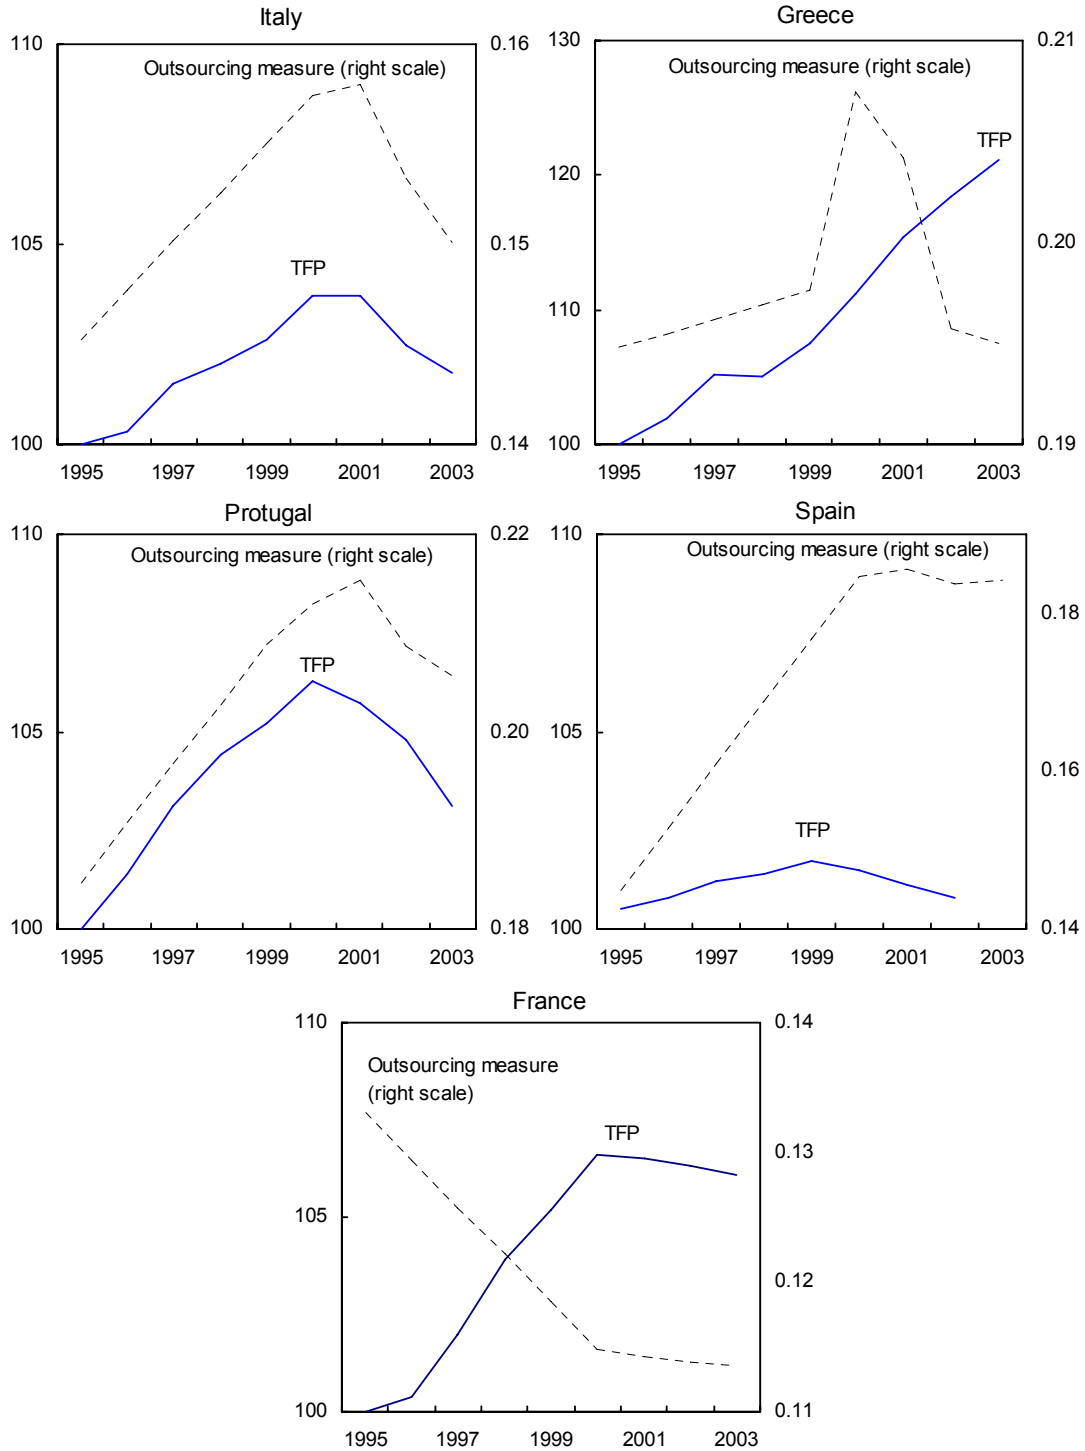 Italy
110
0.16
Outsourcing measure (right scale)
TFP
105
0.15
100
0.14
1995 1997 1999 2001 2003
Greece
130
0.21
Outsourcing measure (right scale)
TFP
120
0.20
110
100
0.19
1995 1997 1999 2001 2003
Protugal
110
0.22
Outsourcing measure (right scale)
TFP
105
0.20
100
0.18
1995 1997 1999 2001 2003
Spain
110
Outsourcing measure (right scale)
0.18
105
0.16
TFP
100
0.14
1995 1997 1999 2001 2003
France
110
0.14
Outsourcing measure
(right scale)
TFP
0.13
105
0.12
100
0.11
1995 1997 1999 2001 2003